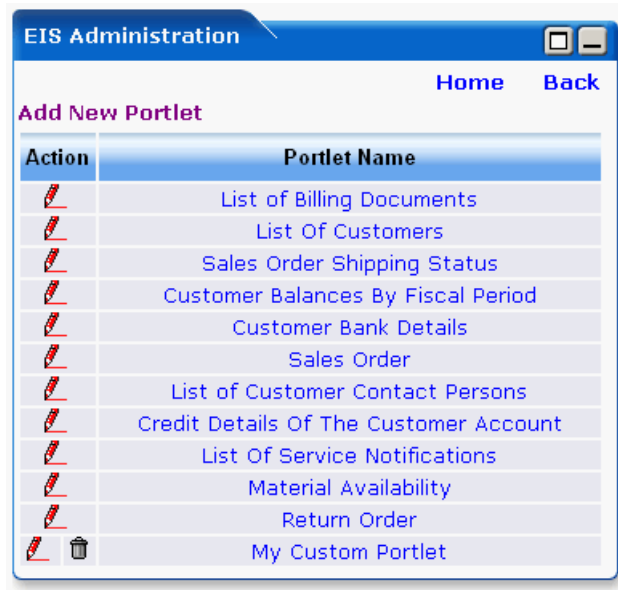 EIS Administration
Home Back
Add New Portlet
Action Portlet Name
List of Billing Documents
List Of Customers
Sales Order Shipping Status
Customer Balances By Fiscal Period
Customer Bank Details
Sales Order
List of Customer Contact Persons
Credit Details Of The Customer Account
List Of Service Notifications
Material Availability
Return Order
My Custom Portlet